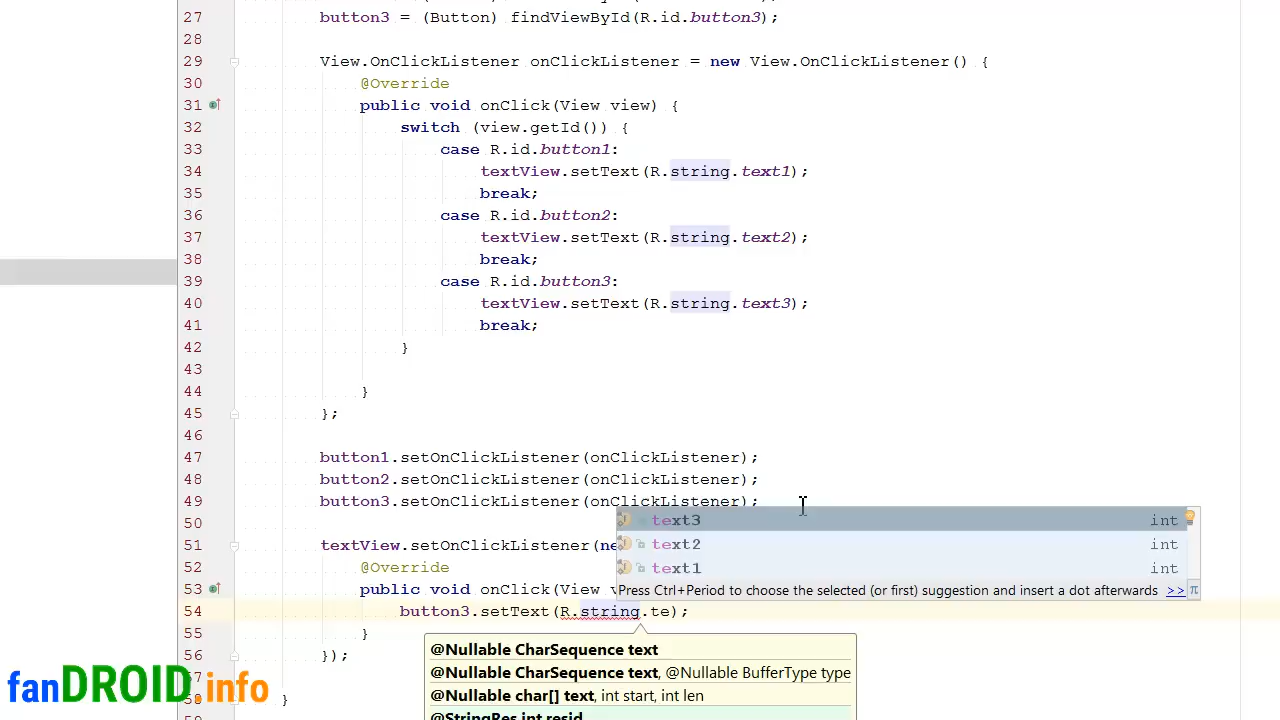 27 button3 = (Button) findViewById(R.id.button3);
28
29 View.OnClickListener onClickListener = new View.OnClickListener() {
30 @Override
31 public void onClick(View view) {
32 switch (view.getId()) {
33 case R.id.button1:
34 textView.setText(R.string.text1);
35 break;
36 case R.id.button2:
37 textView.setText(R.string.text2);
38 break;
39 case R.id.button3:
40 textView.setText(R.string.text3);
41 break;
42 }
43
44 }
45 };
46
47 button1.setOnClickListener(onClickListener);
48 button2.setOnClickListener(onClickListener);
49 button3.setOnClickListener(onClickListener);
50
text3 int
51 textView.setOnClickListener(ne
text2 int
52 @Override
text1 int
53 public void onClick(View v
Press Ctrl+Period to choose the selected (or first) suggestion and insert a dot afterwards >> π
54 button3.setText(R.string.te);
55 }
56 });
@Nullable CharSequence text
@Nullable CharSequence text, @Nullable BufferType type
@Nullable char[] text, int start, int len
@StringRes int resid
}
fanDROID info